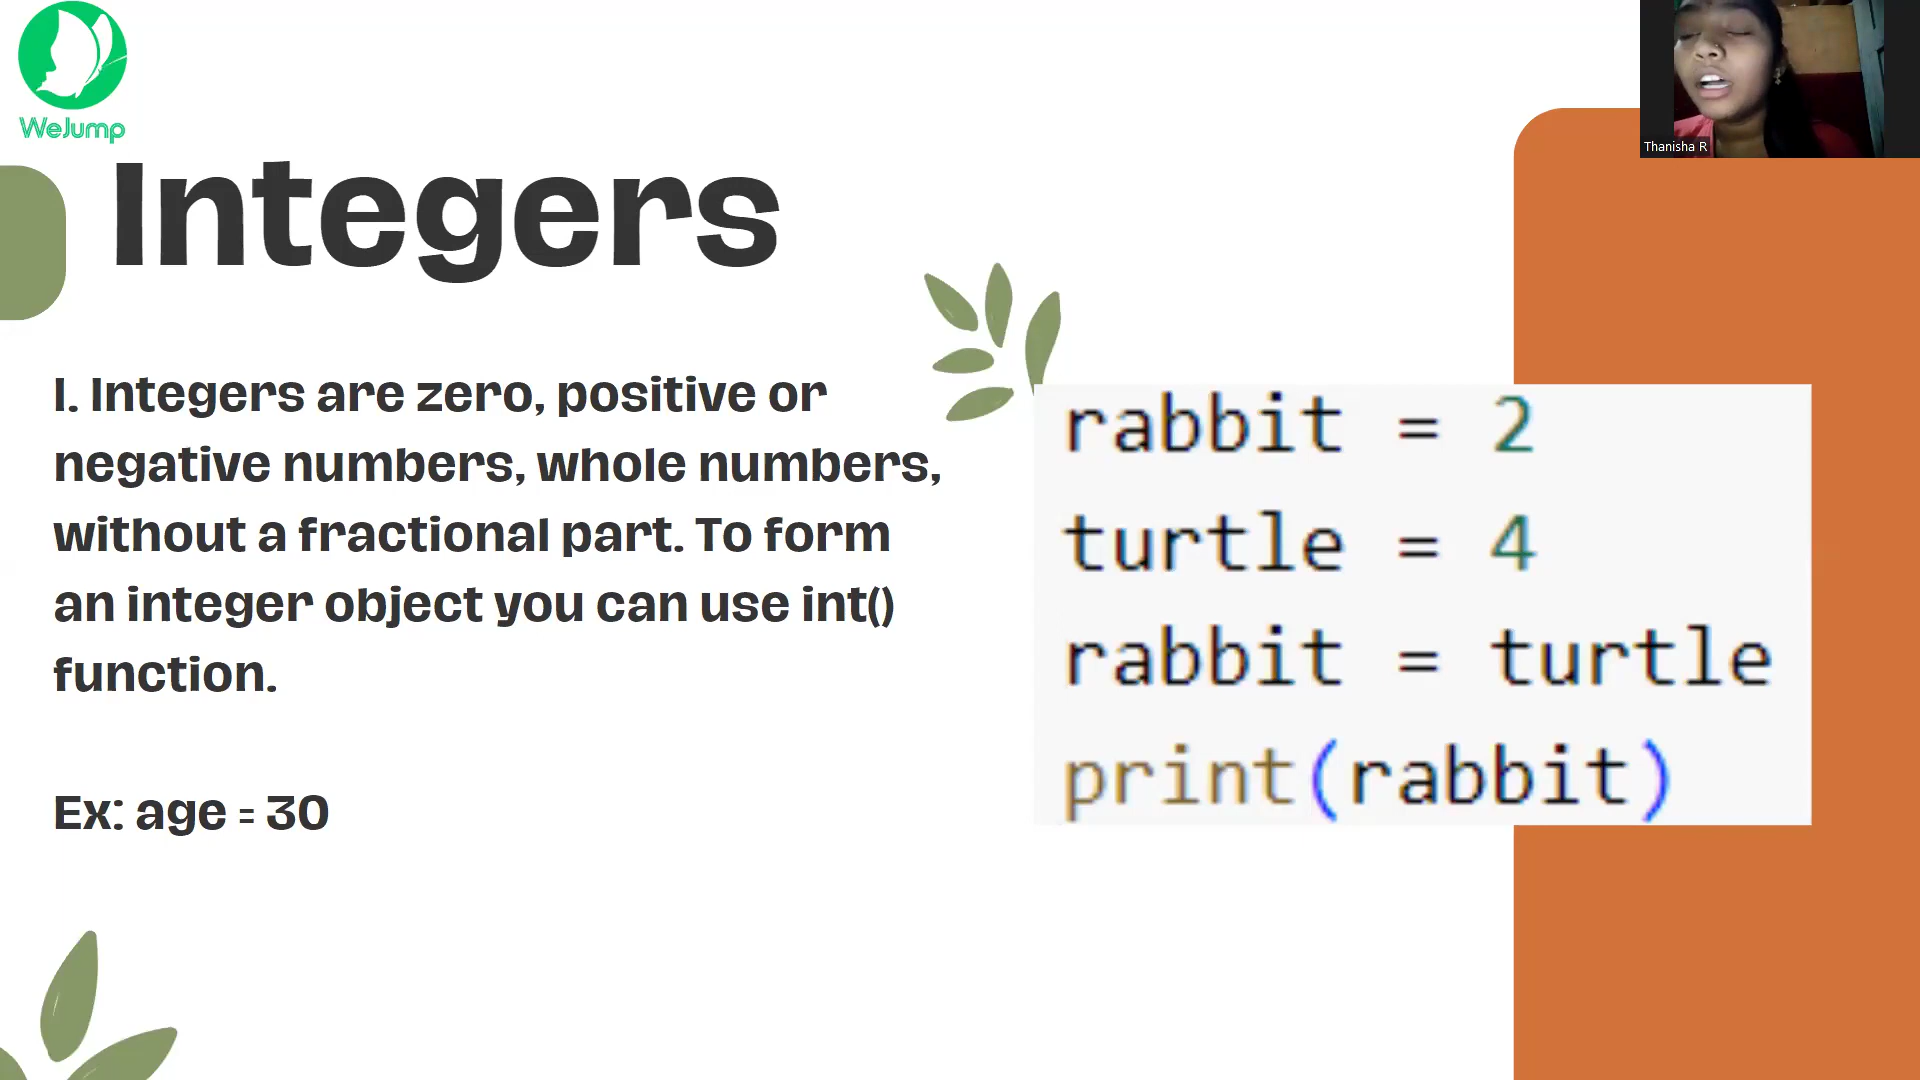 WeJump
Thanisha R
Integers
I. Integers are zero, positive or
negative numbers, whole numbers,
without a fractional part. To form
an integer object you can use int()
function.
Ex: age = 30
rabbit = 2
turtle = 4
rabbit = turtle
print(rabbit)